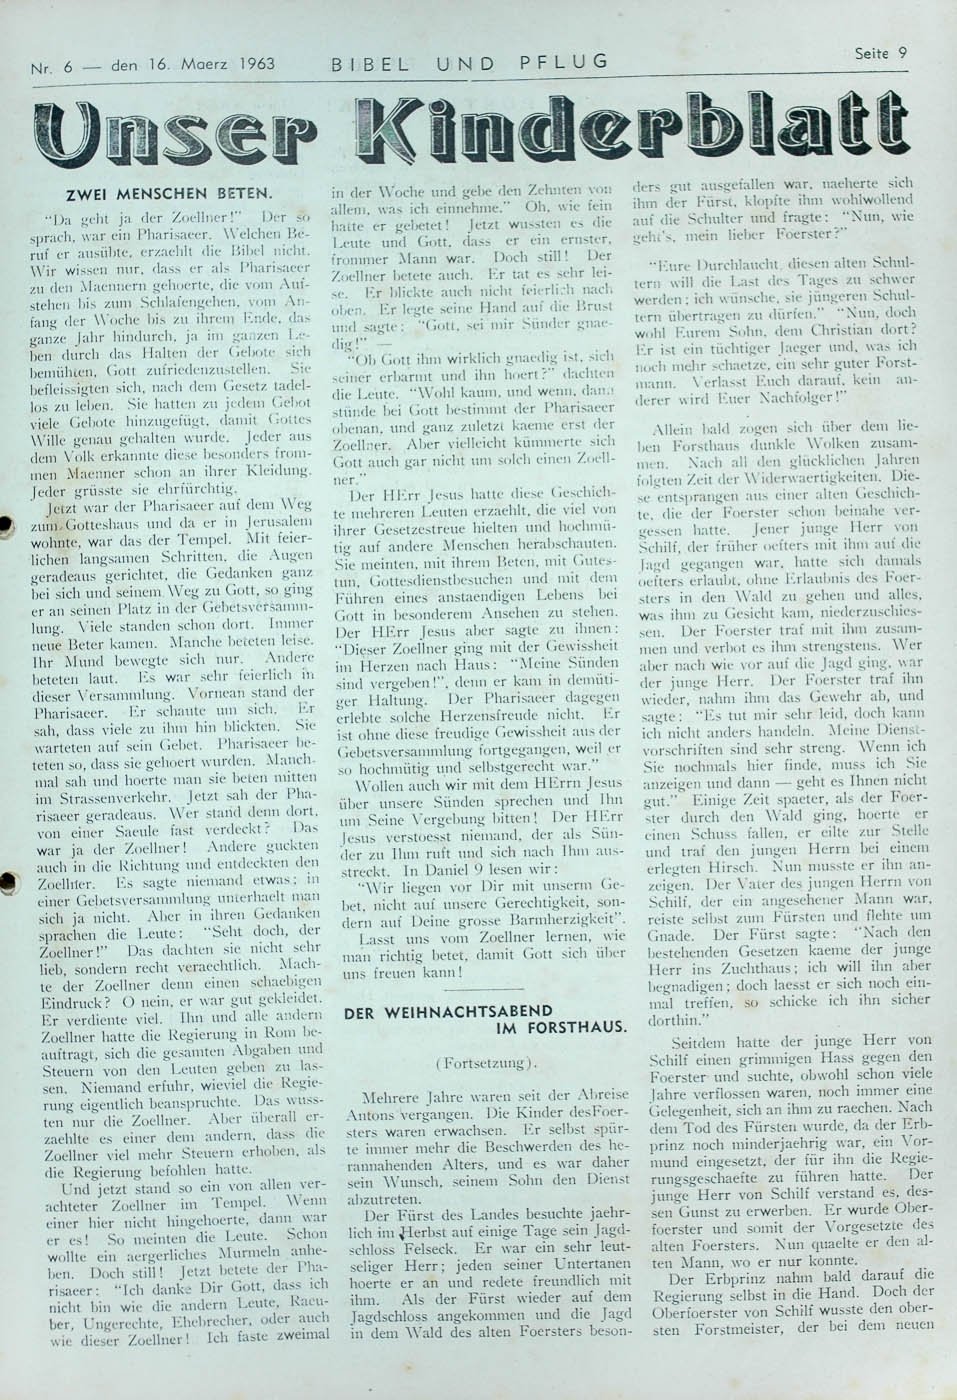 Nr. 6 — den 16. Maerz 1963 BIBEL UND PFLUG Seite 9
Unser Kinderblatt
ZWEI MENSCHEN BETEN.
"Da geht ja der Zoellner!" Der so
sprach, war ein Pharisaeer. Welchen Be-
ruf er ausübte, erzaehlt die Bibel nicht.
Wir wissen nur, dass er als Pharisaeer
zu den Maennern gehoerte, die vom Auf-
stehen bis zum Schlafengehen, vom An-
fang der Woche bis zu ihrem Ende, das
ganze Jahr hindurch, ja im ganzen Le-
ben durch das Halten der Gebote sich
bemühten, Gott zufriedenzustellen. Sie
befleissigten sich, nach dem Gesetz tadel-
los zu leben. Sie hatten zu jedem Gebot
viele Gebote hinzugefügt, damit Gottes
Wille genau gehalten wurde. Jeder aus
dem Volk erkannte diese besonders from-
men Maenner schon an ihrer Kleidung.
Jeder grüsste sie ehrfürchtig.
Jetzt war der Pharisaeer auf dem Weg
zum Gotteshaus und da er in Jerusalem
wohnte, war das der Tempel. Mit feier-
lichen langsamen Schritten, die Augen
geradeaus gerichtet, die Gedanken ganz
bei sich und seinem Weg zu Gott, so ging
er an seinen Platz in der Gebetsversamm-
lung. Viele standen schon dort. Immer
neue Beter kamen. Manche beteten leise.
Ihr Mund bewegte sich nur. Andere
beteten laut. Es war sehr feierlich in
dieser Versammlung. Vornean stand der
Pharisaeer. Er schaute um sich. Er
sah, dass viele zu ihm hin blickten. Sie
warteten auf sein Gebet. Pharisaeer be-
teten so, dass sie gehoert wurden. Manch-
mal sah und hoerte man sie beten mitten
im Strassenverkehr. Jetzt sah der Pha-
risaeer geradeaus. Wer stand denn dort,
von einer Saeule fast verdeckt? Das
war ja der Zoellner! Andere guckten
auch in die Richtung und entdeckten den
Zoellner. Es sagte niemand etwas; in
einer Gebetsversammlung unterhaelt man
sich ja nicht. Aber in ihren Gedanken
sprachen die Leute: "Seht doch, der
Zoellner!" Das dachten sie nicht sehr
lieb, sondern recht veraechtlich. Mach-
te der Zoellner denn einen schaebigen
Eindruck? O nein, er war gut gekleidet.
Er verdiente viel. Ihn und alle andern
Zoellner hatte die Regierung in Rom be-
auftragt, sich die gesamten Abgaben und
Steuern von den Leuten geben zu las-
sen. Niemand erfuhr, wieviel die Regie-
rung eigentlich beanspruchte. Das wuss-
ten nur die Zoellner. Aber überall er-
zaehlte es einer dem andern, dass die
Zoellner viel mehr Steuern erhoben, als
die Regierung befohlen hatte.
Und jetzt stand so ein von allen ver-
achteter Zoellner im Tempel. Wenn
einer hier nicht hingehoerte, dann war
er es! So meinten die Leute. Schon
wollte ein aergerliches Murmeln anhe-
ben. Doch still! Jetzt betete der Pha-
risaeer: "Ich danke Dir Gott, dass ich
nicht bin wie die andern Leute, Raeu-
ber, Ungerechte, Ehebrecher, oder auch
wie dieser Zoellner! Ich faste zweimal
in der Woche und gebe den Zehnten von
allem, was ich einnehme." Oh, wie fein
hatte er gebetet! Jetzt wussten es die
Leute und Gott, dass er ein ernster,
frommer Mann war. Doch still! Der
Zoellner betete auch. Er tat es sehr lei-
se. Er blickte auch nicht feierlich nach
oben. Er legte seine Hand auf die Brust
und sagte: "Gott, sei mir Sünder gnae-
dig!" —
"Ob Gott ihm wirklich gnaedig ist, sich
seiner erbarmt und ihn hoert?" dachten
die Leute. "Wohl kaum, und wenn, dann
stünde bei Gott bestimmt der Pharisaeer
obenan, und ganz zuletzt kaeme erst der
Zoellner. Aber vielleicht kümmerte sich
Gott auch gar nicht um solch einen Zoell-
ner."
Der HErr Jesus hatte diese Geschich-
te mehreren Leuten erzaehlt, die viel von
ihrer Gesetzestreue hielten und hochmü-
tig auf andere Menschen herabschauten.
Sie meinten, mit ihrem Beten, mit Gutes-
tun, Gottesdienstbesuchen und mit dem
Führen eines anstaendigen Lebens bei
Gott in besonderem Ansehen zu stehen.
Der HErr Jesus aber sagte zu ihnen:
"Dieser Zoellner ging mit der Gewissheit
im Herzen nach Haus: "Meine Sünden
sind vergeben!", denn er kam in demüti-
ger Haltung. Der Pharisaeer dagegen
erlebte solche Herzensfreude nicht. Er
ist ohne diese freudige Gewissheit aus der
Gebetsversammlung fortgegangen, weil er
so hochmütig und selbstgerecht war."
Wollen auch wir mit dem HErrn Jesus
über unsere Sünden sprechen und Ihn
um Seine Vergebung bitten! Der HErr
Jesus verstoesst niemand, der als Sün-
der zu Ihm ruft und sich nach Ihm aus-
streckt. In Daniel 9 lesen wir:
"Wir liegen vor Dir mit unserm Ge-
bet, nicht auf unsere Gerechtigkeit, son-
dern auf Deine grosse Barmherzigkeit".
Lasst uns vom Zoellner lernen, wie
man richtig betet, damit Gott sich über
uns freuen kann!
DER WEIHNACHTSABEND
IM FORSTHAUS.
(Fortsetzung).
Mehrere Jahre waren seit der Abreise
Antons vergangen. Die Kinder desFoer-
sters waren erwachsen. Er selbst spür-
te immer mehr die Beschwerden des he-
rannahenden Alters, und es war daher
sein Wunsch, seinem Sohn den Dienst
abzutreten.
Der Fürst des Landes besuchte jaehr-
lich im Herbst auf einige Tage sein Jagd-
schloss Felseck. Er war ein sehr leut-
seliger Herr; jeden seiner Untertanen
hoerte er an und redete freundlich mit
ihm. Als der Fürst wieder auf dem
Jagdschloss angekommen und die Jagd
in dem Wald des alten Foersters beson-
ders gut ausgefallen war, naeherte sich
ihm der Fürst, klopfte ihm wohlwollend
auf die Schulter und fragte: "Nun, wie
geht's, mein lieber Foerster?"
"Eure Durchlaucht, diesen alten Schul-
tern will die Last des Tages zu schwer
werden; ich wünsche, sie jüngeren Schul-
tern übertragen zu dürfen." "Nun, doch
wohl Eurem Sohn, dem Christian dort?
Er ist ein tüchtiger Jaeger und, was ich
noch mehr schaetze, ein sehr guter Forst-
mann. Verlasst Euch darauf, kein an-
derer wird Euer Nachfolger!"
Allein bald zogen sich über dem lie-
ben Forsthaus dunkle Wolken zusam-
men. Nach all den glücklichen Jahren
folgten Zeit der Widerwaertigkeiten. Die-
se entsprangen aus einer alten Geschich-
te, die der Foerster schon beinahe ver-
gessen hatte. Jener junge Herr von
Schilf, der früher oefters mit ihm auf die
Jagd gegangen war, hatte sich damals
oefters erlaubt, ohne Erlaubnis des Foer-
sters in den Wald zu gehen und alles,
was ihm zu Gesicht kam, niederzuschies-
sen. Der Foerster traf mit ihm zusam-
men und verbot es ihm strengstens. Wer
aber nach wie vor auf die Jagd ging, war
der junge Herr. Der Foerster traf ihn
wieder, nahm ihm das Gewehr ab, und
sagte: "Es tut mir sehr leid, doch kann
ich nicht anders handeln. Meine Dienst-
vorschriften sind sehr streng. Wenn ich
Sie nochmals hier finde, muss ich Sie
anzeigen und dann — geht es Ihnen nicht
gut." Einige Zeit spaeter, als der Foer-
ster durch den Wald ging, hoerte er
einen Schuss fallen, er eilte zur Stelle
und traf den jungen Herrn bei einem
erlegten Hirsch. Nun musste er ihn an-
zeigen. Der Vater des jungen Herrn von
Schilf, der ein angesehener Mann war,
reiste selbst zum Fürsten und flehte um
Gnade. Der Fürst sagte: "Nach den
bestehenden Gesetzen kaeme der junge
Herr ins Zuchthaus; ich will ihn aber
begnadigen; doch laesst er sich noch ein-
mal treffen, so schicke ich ihn sicher
dorthin."
Seitdem hatte der junge Herr von
Schilf einen grimmigen Hass gegen den
Foerster und suchte, obwohl schon viele
Jahre verflossen waren, noch immer eine
Gelegenheit, sich an ihm zu raechen. Nach
dem Tod des Fürsten wurde, da der Erb-
prinz noch minderjaehrig war, ein Vor-
mund eingesetzt, der für ihn die Regie-
rungsgeschaefte zu führen hatte. Der
junge Herr von Schilf verstand es, des-
sen Gunst zu erwerben. Er wurde Ober-
foerster und somit der Vorgesetzte des
alten Foersters. Nun quaelte er den al-
ten Mann, wo er nur konnte.
Der Erbprinz nahm bald darauf die
Regierung selbst in die Hand. Doch der
Oberfoerster von Schilf wusste den ober-
sten Forstmeister, der bei dem neuen